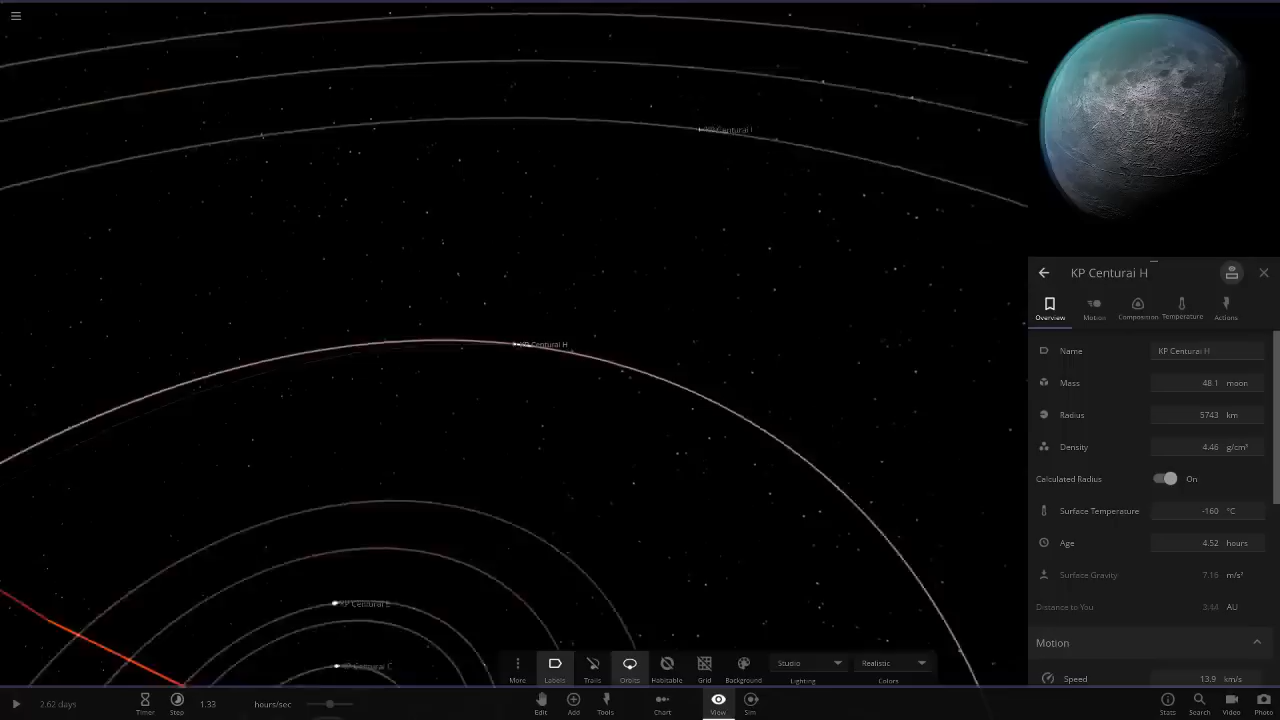 KP Centurai I
KP Centurai H
Overview
Motion
Composition
Temperature
Actions
Name KP Centurai H
Mass 48.1 moon
Radius 5743 km
Density 4.46 g/cm³
Calculated Radius On
Surface Temperature -160 °C
Age 4.52 hours
Surface Gravity 7.16 m/s²
Distance to You 3.44 AU
Motion
Speed 13.9 km/s
KP Centurai H
KP Centurai E
KP Centurai C
More
Labels
Trails
Orbits
Habitable
Grid
Background
Studio
Lighting
Realistic
Colors
2.62 days
Timer
Step
1.33 hours/sec
Edit
Add
Tools
Chart
View
Sim
Stats
Search
Video
Photo